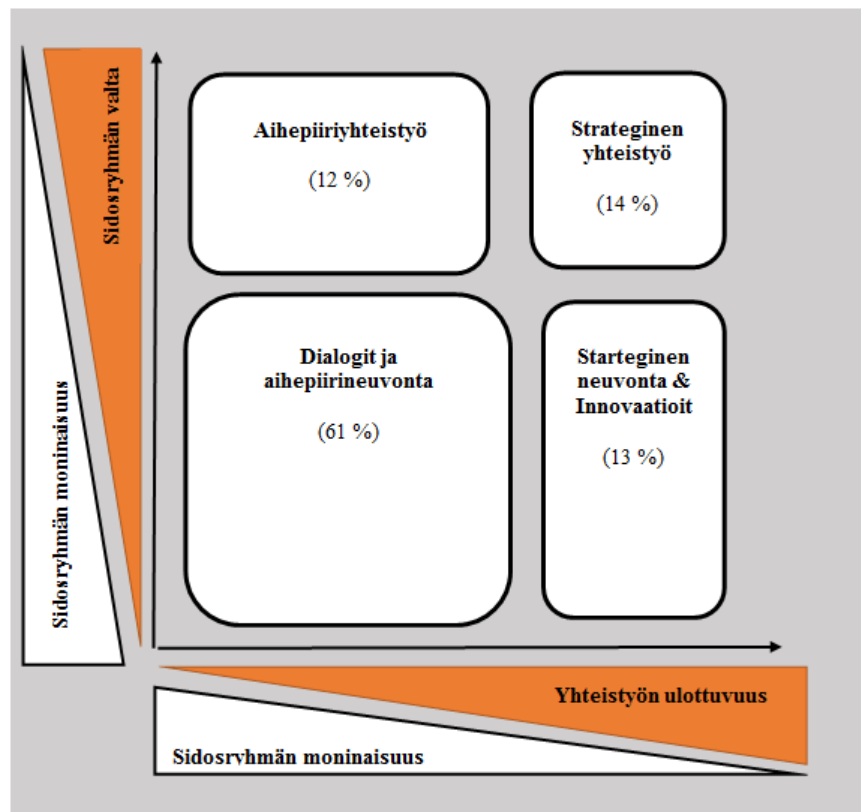 Sidosryhmän valta
Sidosryhmän moninaisuus
Aihepiiriyhteistyö
(12 %)
Strateginen
yhteistyö
(14 %)
Dialogit ja
aihepiirineuvonta
(61 %)
Starteginen
neuvonta &
Innovaatioit
(13 %)
Yhteistyön ulottuvuus
Sidosryhmän moninaisuus